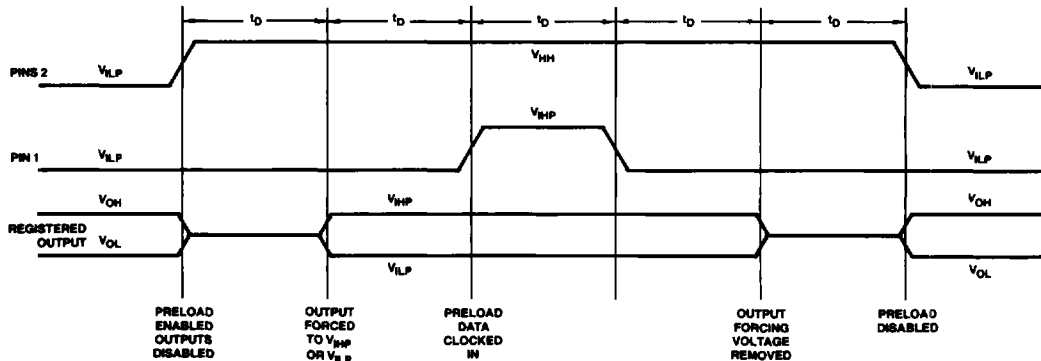 tD tD tD tD tD
PINS 2 VILP VHH VILP
VIHP
PIN 1 VILP VILP
VOH VIHP VOH
REGISTERED
OUTPUT VOL
VILP VOL
PRELOAD
ENABLED
OUTPUTS
DISABLED
OUTPUT
FORCED
TO VIHP
OR VILP
PRELOAD
DATA
CLOCKED
IN
OUTPUT
FORCING
VOLTAGE
REMOVED
PRELOAD
DISABLED